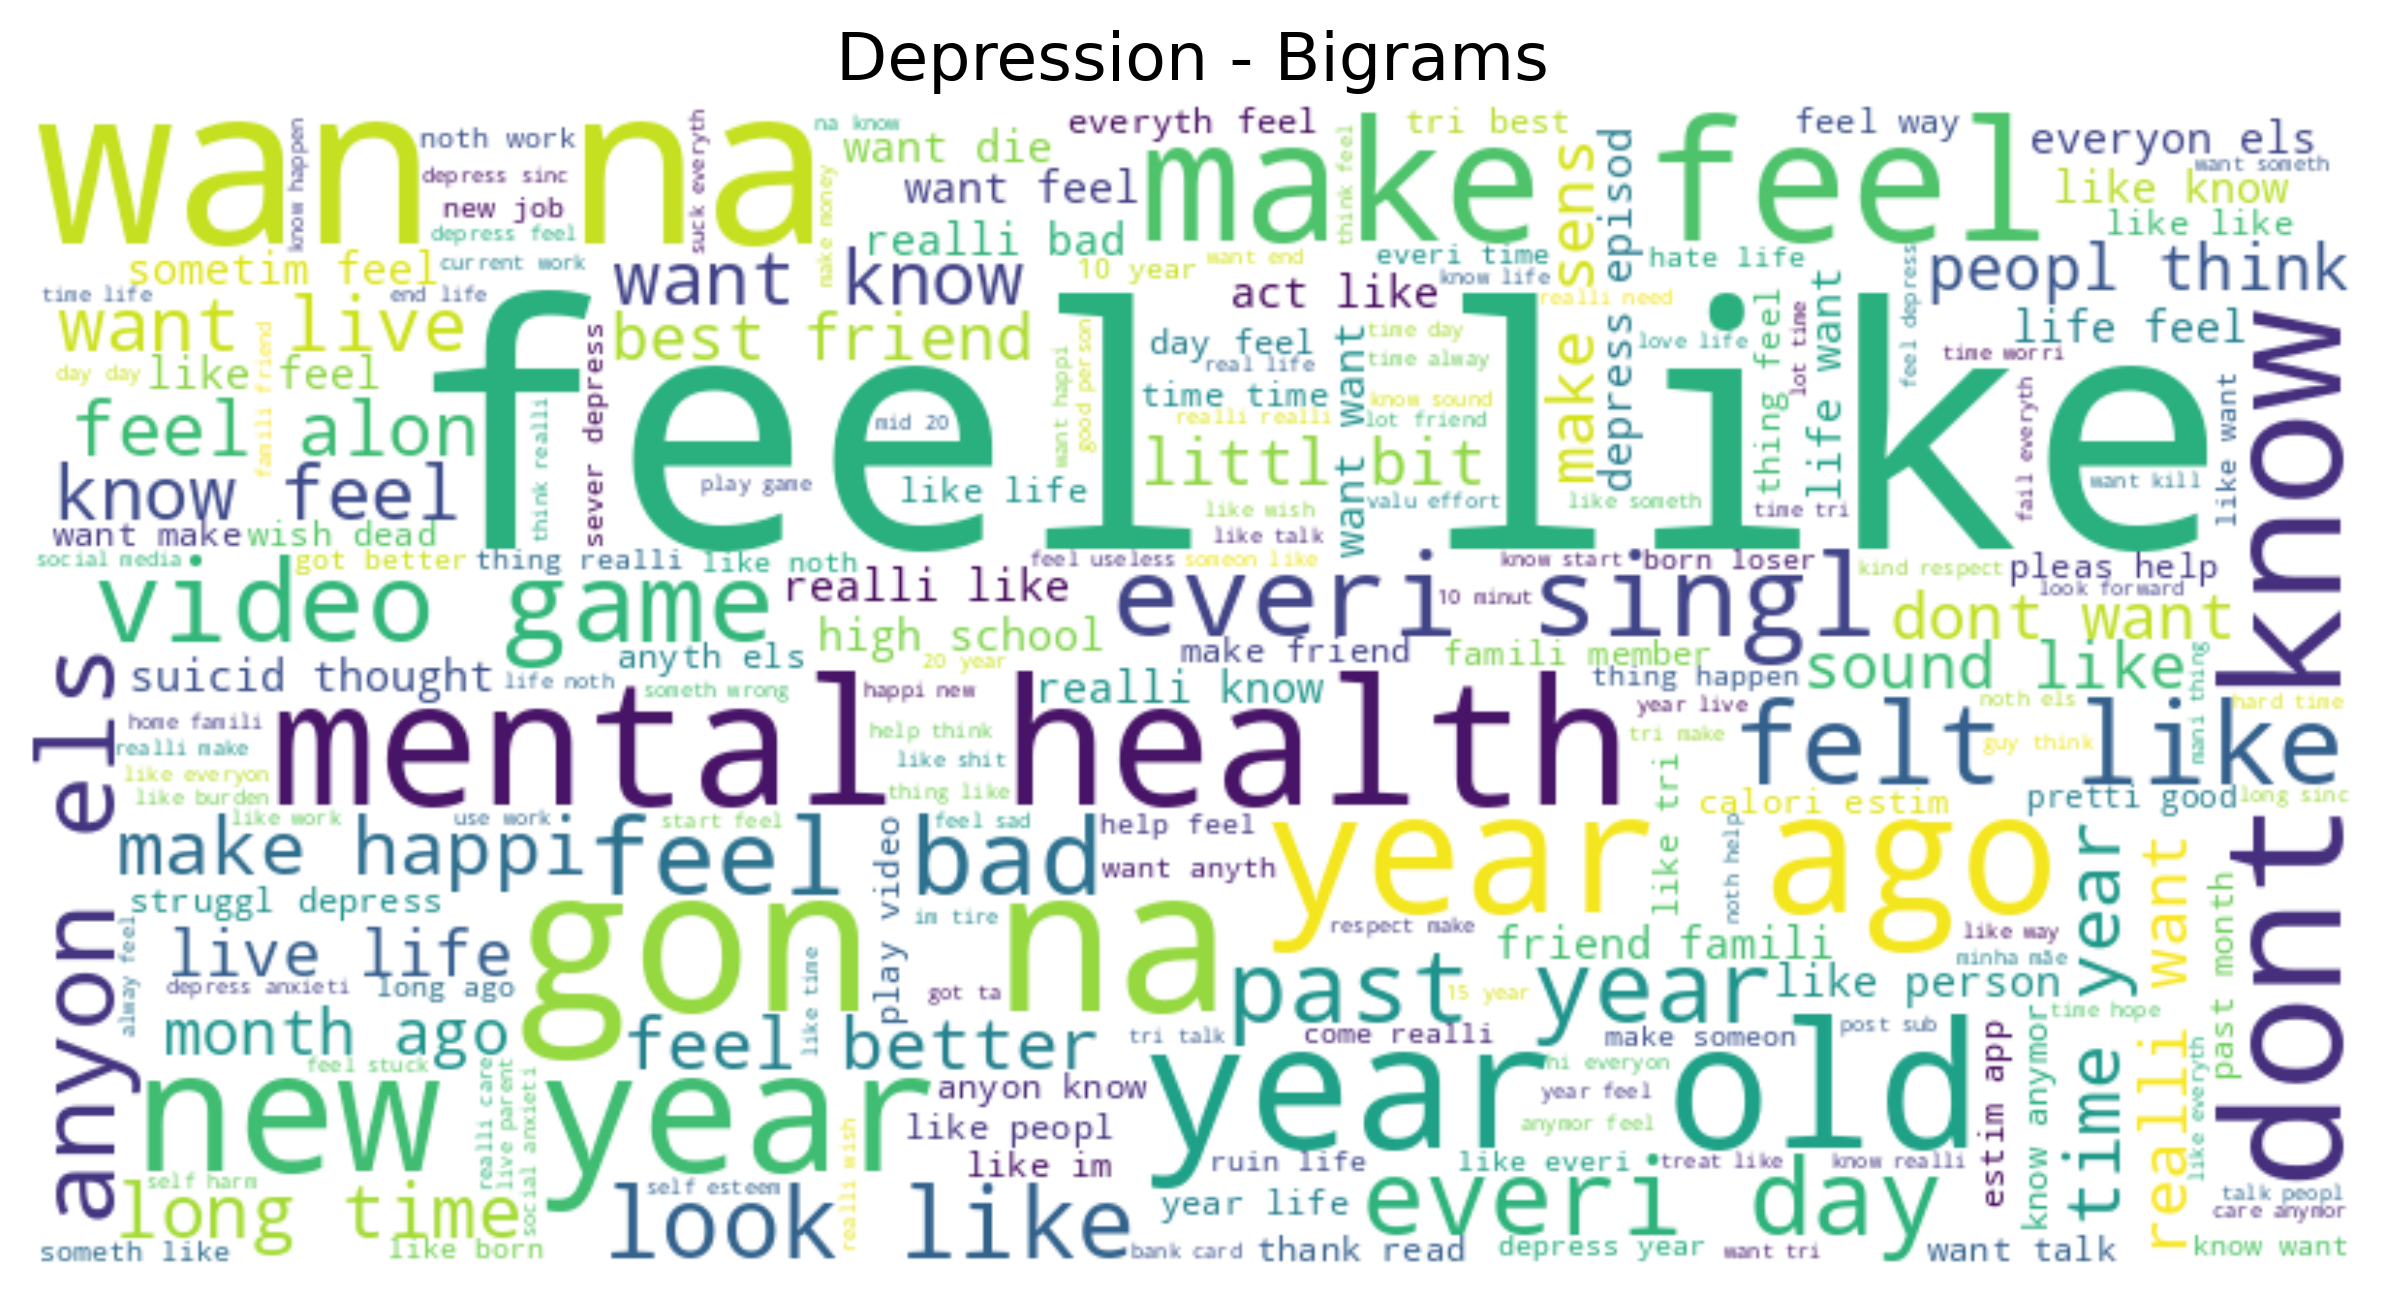 Depression - Bigrams
wan na
know happen
noth work
depress sinc
new job
depress feel
suck everyth
na know
make money
want die
want feel
realli bad
everyth feel
make feel
think feel
tri best
make sens
depress episod
feel way
everyon els
want someth
like know
like like
sometim feel
current work
want know
10 year
want end
everi time
know life
hate life
feel depress
peopl think
time life
end life
want live
best friend
act like
realli need
thing feel
lot time
life want
life feel
day day
like feel
famili friend
sever depress
feel like
good person
want happi
day feel
real life
time day
time alway
love life
time worri
feel alon
think realli
mid 20
time time
realli realli
know sound
lot friend
want want
fail everyth
like want
dont know
know feel
play game
like life
littl bit
valu effort
like someth
time tri
want kill
want make
wish dead
like wish
like talk
social media
got better
thing realli
like noth
feel useless
someon like
know start
born loser
kind respect
pleas help
look forward
video game
realli like
everi singl
10 minut
dont want
high school
make friend
famili member
sound like
mani thing
anyon els
suicid thought
life noth
anyth els
20 year
someth wrong
happi new
realli know
thing happen
year live
noth els
hard time
home famili
mental health
help think
tri make
felt like
guy think
realli make
like shit
like everyon
like burden
thing like
like tri
calori estim
pretti good
long sinc
like work
use work
start feel
feel sad
help feel
year ago
noth help
make happi
feel bad
play video
want anyth
time year
realli want
past month
struggl depress
alway feel
gon na
im tire
respect make
friend famili
like way
live life
like time
minha mãe
depress anxieti
long ago
got ta
past year
15 year
like person
time hope
month ago
feel better
tri talk
come realli
make someon
post sub
know anymor
estim app
feel stuck
realli care
live parent
social anxieti
hi everyon
new year
anyon know
year old
year feel
like everyth
realli wish
like peopl
anymor feel
like im
ruin life
like everi
treat like
know realli
self harm
self esteem
long time
look like
year life
everi day
talk peopl
care anymor
someth like
like born
bank card
thank read
depress year
want tri
want talk
know want